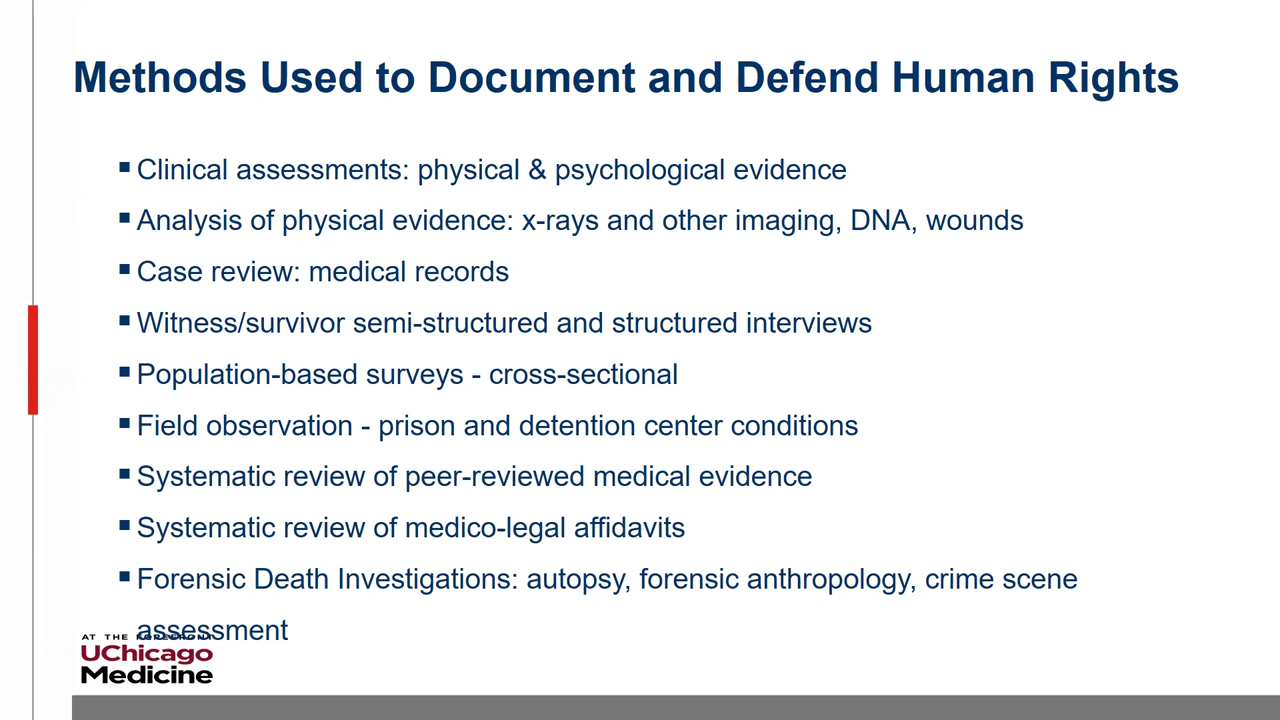 Methods Used to Document and Defend Human Rights
▪Clinical assessments: physical & psychological evidence
▪Analysis of physical evidence: x-rays and other imaging, DNA, wounds
▪Case review: medical records
▪Witness/survivor semi-structured and structured interviews
▪Population-based surveys - cross-sectional
▪Field observation - prison and detention center conditions
▪Systematic review of peer-reviewed medical evidence
▪Systematic review of medico-legal affidavits
▪Forensic Death Investigations: autopsy, forensic anthropology, crime scene
assessment
AT THE FOREFRONT
UChicago
Medicine